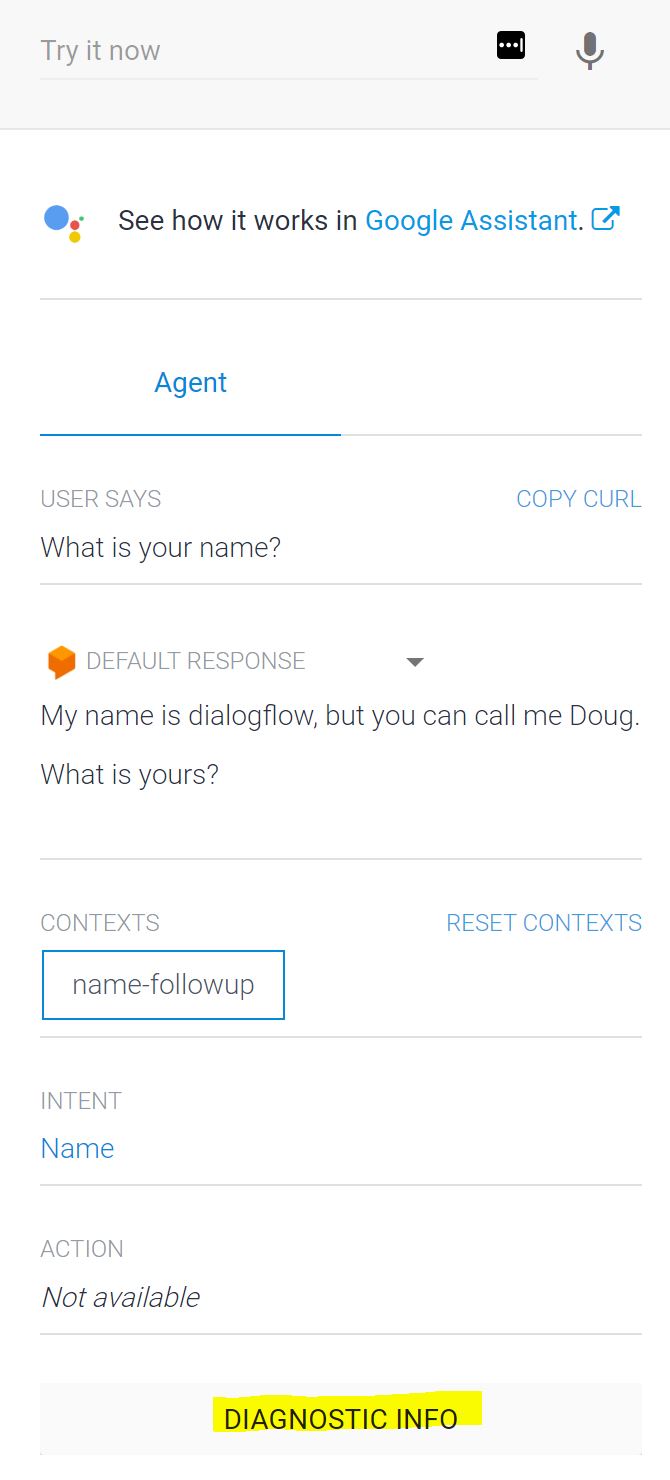 Try it now
See how it works in Google Assistant.
Agent
USER SAYS COPY CURL
What is your name?
DEFAULT RESPONSE
My name is dialogflow, but you can call me Doug.
What is yours?
CONTEXTS RESET CONTEXTS
name-followup
INTENT
Name
ACTION
Not available
DIAGNOSTIC INFO